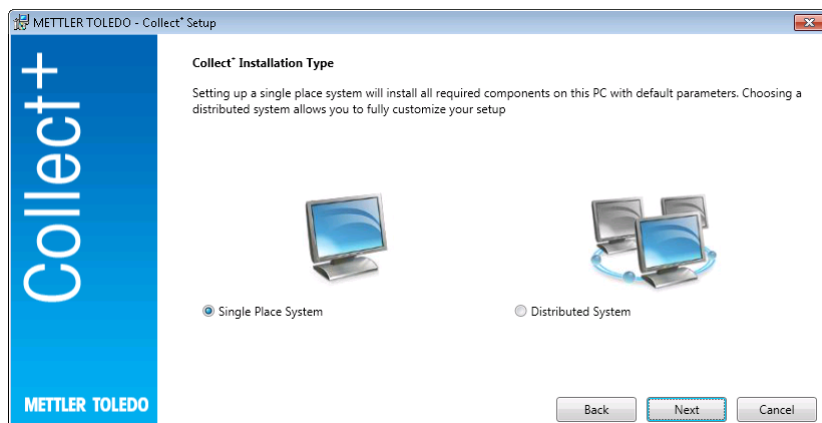 METTLER TOLEDO - Collect⁺ Setup
Collect+
Collect⁺ Installation Type
Setting up a single place system will install all required components on this PC with default parameters. Choosing a
distributed system allows you to fully customize your setup
Single Place System
Distributed System
METTLER TOLEDO
Back
Next
Cancel